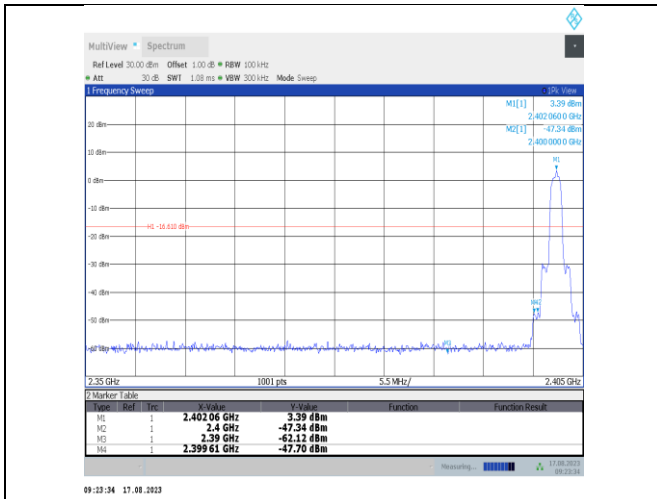 MultiView Spectrum
Ref Level 30.00 dBm Offset 1.00 dB RBW 100 kHz
Att 30 dB SWT 1.08 ms VBW 300 kHz Mode Sweep
1 Frequency Sweep 1Pk View
M1[1] 3.39 dBm
2.402 060 0 GHz
M2[1] -47.34 dBm
2.400 000 0 GHz
20 dBm
10 dBm
M1
0 dBm
-10 dBm
H1 -16.610 dBm
-20 dBm
-30 dBm
-40 dBm
-50 dBm
M3
2.35 GHz 1001 pts 5.5 MHz/ 2.405 GHz
2 Marker Table
Type Ref Trc X-Value Y-Value Function Function Result
M1 1 2.402 06 GHz 3.39 dBm
M2 1 2.4 GHz -47.34 dBm
M3 1 2.39 GHz -62.12 dBm
M4 1 2.399 61 GHz -47.70 dBm
Measuring... 17.08.2023
09:23:34
09:23:34 17.08.2023